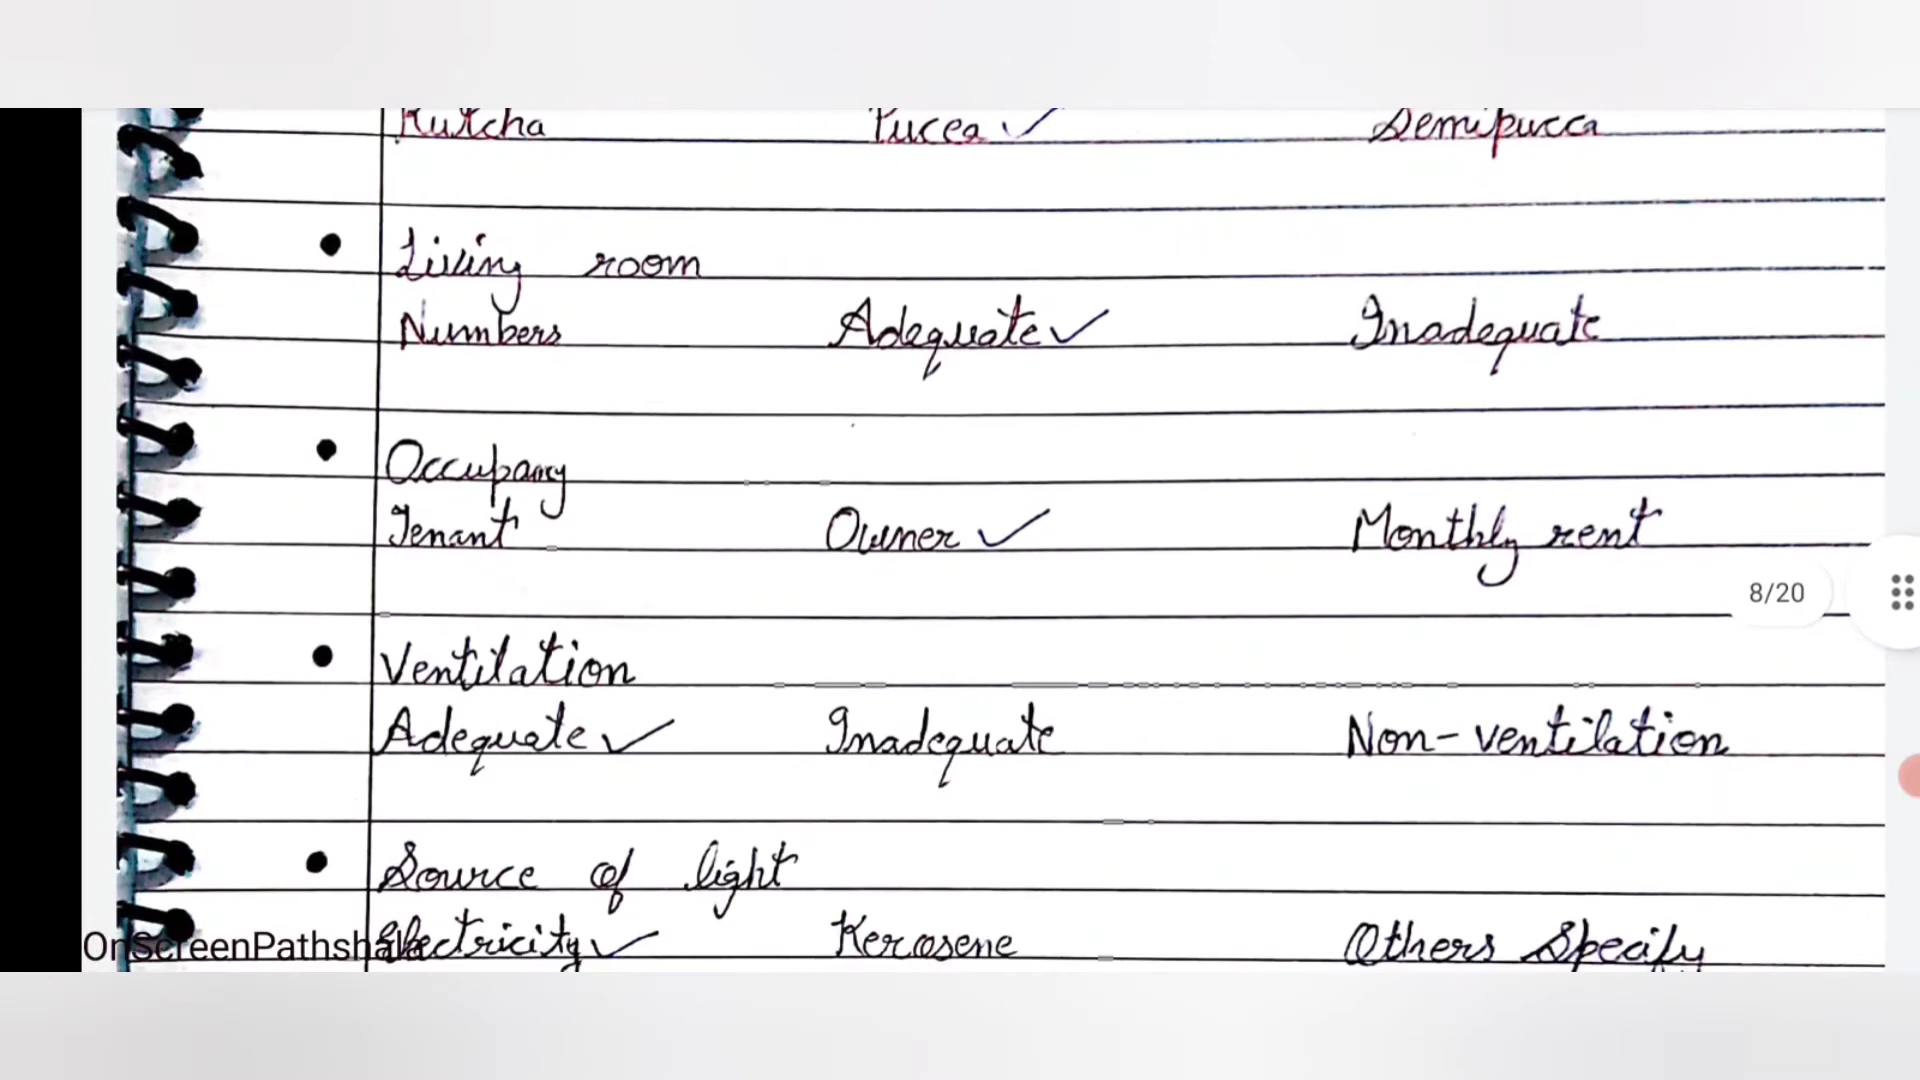 Kutcha Pucca ✓ Semipucca
• Living room
Numbers Adequate ✓ Inadequate
• Occupancy
Tenant Owner ✓ Monthly rent
8/20
• Ventilation
Adequate ✓ Inadequate Non-ventilation
• Source of light
Electricity ✓ Kerosene Others Specify
OnScreenPathshala